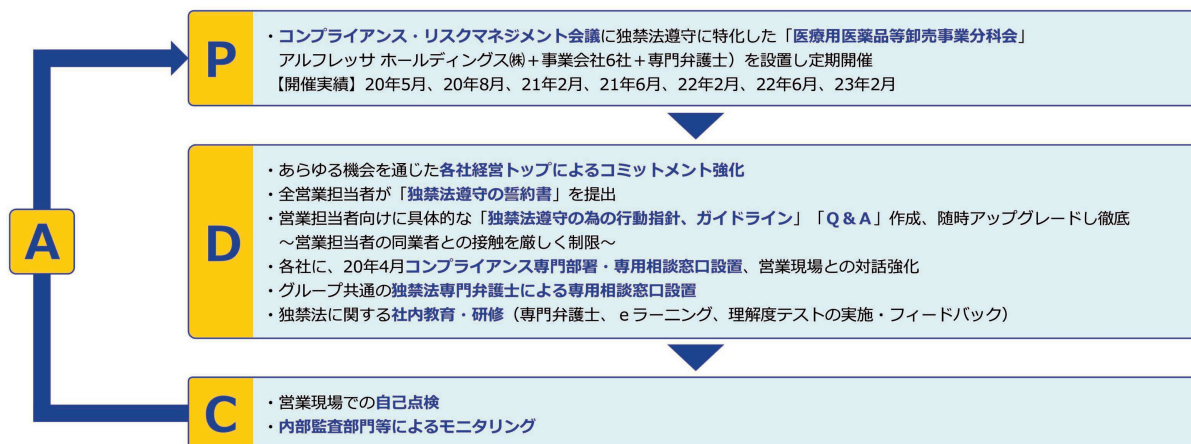 P
・コンプライアンス・リスクマネジメント会議に独禁法遵守に特化した「医療用医薬品等卸売事業分科会」
アルフレッサ ホールディングス㈱＋事業会社6社＋専門弁護士）を設置し定期開催
【開催実績】20年5月、20年8月、21年2月、21年6月、22年2月、22年6月、23年2月
A
D
・あらゆる機会を通じた各社経営トップによるコミットメント強化
・全営業担当者が「独禁法遵守の誓約書」を提出
・営業担当者向けに具体的な「独禁法遵守の為の行動指針、ガイドライン」「Ｑ＆Ａ」作成、随時アップグレードし徹底
～営業担当者の同業者との接触を厳しく制限～
・各社に、20年4月コンプライアンス専門部署・専用相談窓口設置、営業現場との対話強化
・グループ共通の独禁法専門弁護士による専用相談窓口設置
・独禁法に関する社内教育・研修（専門弁護士、ｅラーニング、理解度テストの実施・フィードバック）
C
・営業現場での自己点検
・内部監査部門等によるモニタリング